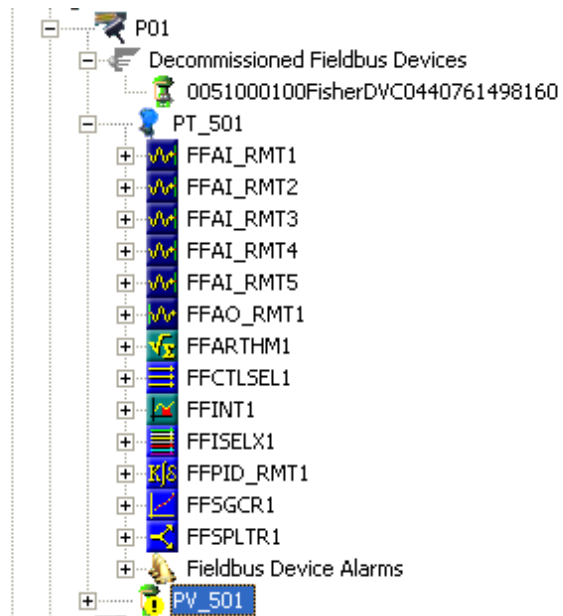 P01
Decommissioned Fieldbus Devices
0051000100FisherDVC0440761498160
PT_501
FFAI_RMT1
FFAI_RMT2
FFAI_RMT3
FFAI_RMT4
FFAI_RMT5
FFAO_RMT1
FFARTHM1
FFCTLSEL1
FFINT1
FFISELX1
FFPID_RMT1
FFSGCR1
FFSPLTR1
Fieldbus Device Alarms
PV_501